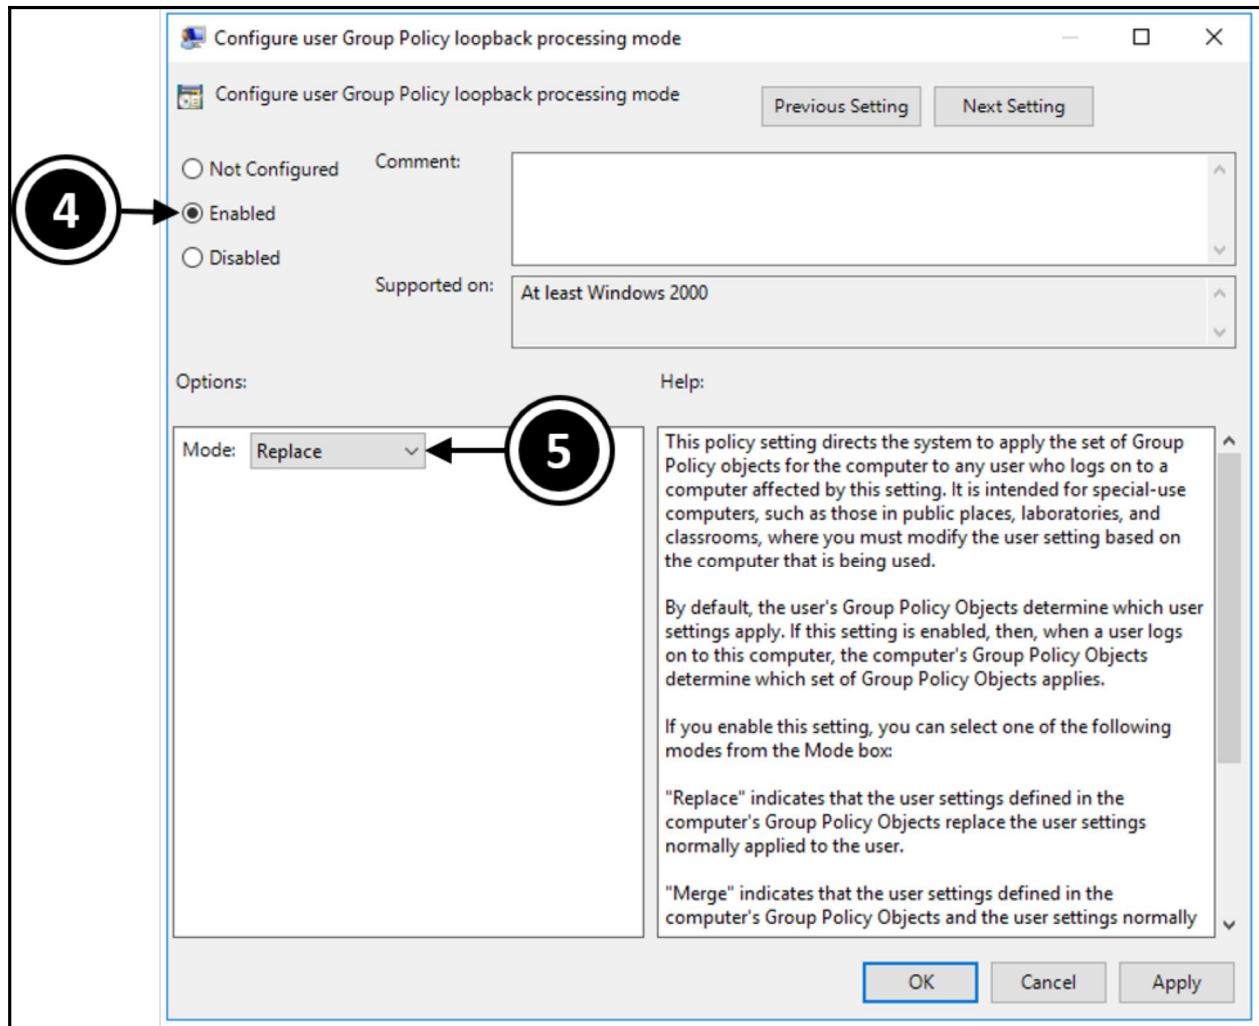 Configure user Group Policy loopback processing mode
Configure user Group Policy loopback processing mode
Previous Setting
Next Setting
Not Configured
Comment:
4
Enabled
Disabled
Supported on:
At least Windows 2000
Options:
Help:
Mode:
Replace
5
This policy setting directs the system to apply the set of Group
Policy objects for the computer to any user who logs on to a
computer affected by this setting. It is intended for special-use
computers, such as those in public places, laboratories, and
classrooms, where you must modify the user setting based on
the computer that is being used.
By default, the user's Group Policy Objects determine which user
settings apply. If this setting is enabled, then, when a user logs
on to this computer, the computer's Group Policy Objects
determine which set of Group Policy Objects applies.
If you enable this setting, you can select one of the following
modes from the Mode box:
"Replace" indicates that the user settings defined in the
computer's Group Policy Objects replace the user settings
normally applied to the user.
"Merge" indicates that the user settings defined in the
computer's Group Policy Objects and the user settings normally
OK
Cancel
Apply